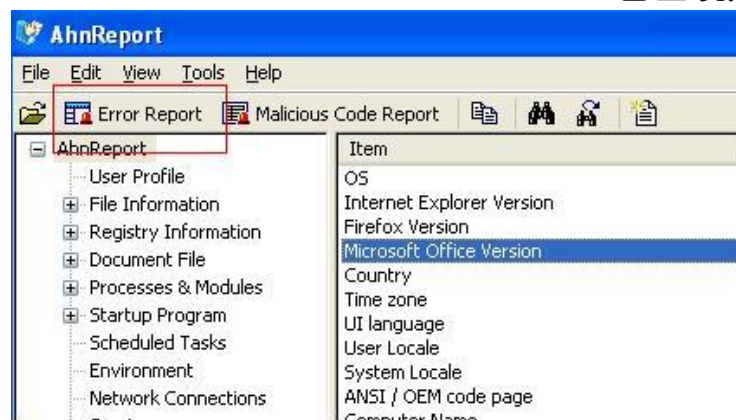 AhnReport
File Edit View Tools Help
Error Report Malicious Code Report
AhnReport
User Profile
File Information
Registry Information
Document File
Processes & Modules
Startup Program
Scheduled Tasks
Environment
Network Connections
Item
OS
Internet Explorer Version
Firefox Version
Microsoft Office Version
Country
Time zone
UI language
User Locale
System Locale
ANSI / OEM code page
Computer Name